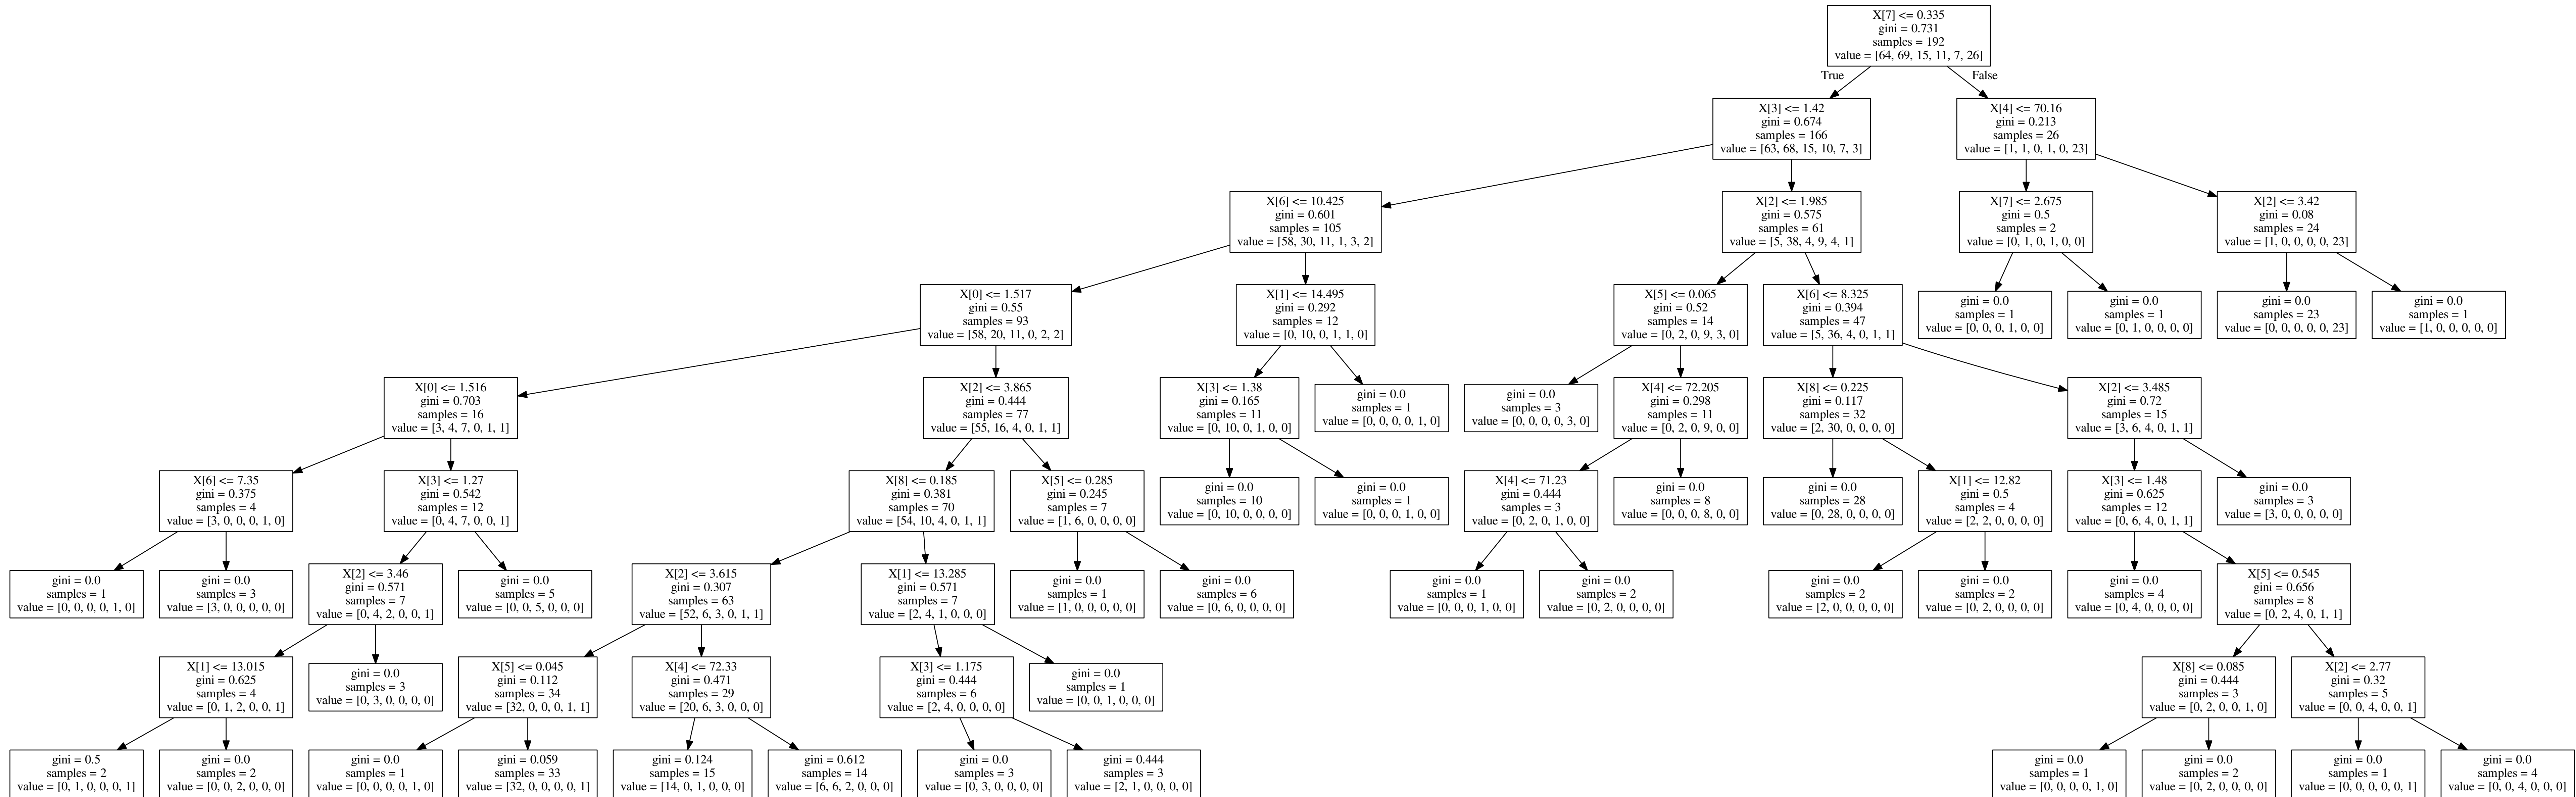 X[7] <= 0.335
gini = 0.731
samples = 192
value = [64, 69, 15, 11, 7, 26]
True
False
X[3] <= 1.42
gini = 0.674
samples = 166
value = [63, 68, 15, 10, 7, 3]
X[4] <= 70.16
gini = 0.213
samples = 26
value = [1, 1, 0, 1, 0, 23]
X[6] <= 10.425
gini = 0.601
samples = 105
value = [58, 30, 11, 1, 3, 2]
X[2] <= 1.985
gini = 0.575
samples = 61
value = [5, 38, 4, 9, 4, 1]
X[7] <= 2.675
gini = 0.5
samples = 2
value = [0, 1, 0, 1, 0, 0]
X[2] <= 3.42
gini = 0.08
samples = 24
value = [1, 0, 0, 0, 0, 23]
X[0] <= 1.517
gini = 0.55
samples = 93
value = [58, 20, 11, 0, 2, 2]
X[1] <= 14.495
gini = 0.292
samples = 12
value = [0, 10, 0, 1, 1, 0]
X[5] <= 0.065
gini = 0.52
samples = 14
value = [0, 2, 0, 9, 3, 0]
X[6] <= 8.325
gini = 0.394
samples = 47
value = [5, 36, 4, 0, 1, 1]
gini = 0.0
samples = 1
value = [0, 0, 0, 1, 0, 0]
gini = 0.0
samples = 1
value = [0, 1, 0, 0, 0, 0]
gini = 0.0
samples = 23
value = [0, 0, 0, 0, 0, 23]
gini = 0.0
samples = 1
value = [1, 0, 0, 0, 0, 0]
X[0] <= 1.516
gini = 0.703
samples = 16
value = [3, 4, 7, 0, 1, 1]
X[2] <= 3.865
gini = 0.444
samples = 77
value = [55, 16, 4, 0, 1, 1]
X[3] <= 1.38
gini = 0.165
samples = 11
value = [0, 10, 0, 1, 0, 0]
gini = 0.0
samples = 1
value = [0, 0, 0, 0, 1, 0]
gini = 0.0
samples = 3
value = [0, 0, 0, 0, 3, 0]
X[4] <= 72.205
gini = 0.298
samples = 11
value = [0, 2, 0, 9, 0, 0]
X[8] <= 0.225
gini = 0.117
samples = 32
value = [2, 30, 0, 0, 0, 0]
X[2] <= 3.485
gini = 0.72
samples = 15
value = [3, 6, 4, 0, 1, 1]
X[6] <= 7.35
gini = 0.375
samples = 4
value = [3, 0, 0, 0, 1, 0]
X[3] <= 1.27
gini = 0.542
samples = 12
value = [0, 4, 7, 0, 0, 1]
X[8] <= 0.185
gini = 0.381
samples = 70
value = [54, 10, 4, 0, 1, 1]
X[5] <= 0.285
gini = 0.245
samples = 7
value = [1, 6, 0, 0, 0, 0]
gini = 0.0
samples = 10
value = [0, 10, 0, 0, 0, 0]
gini = 0.0
samples = 1
value = [0, 0, 0, 1, 0, 0]
X[4] <= 71.23
gini = 0.444
samples = 3
value = [0, 2, 0, 1, 0, 0]
gini = 0.0
samples = 8
value = [0, 0, 0, 8, 0, 0]
gini = 0.0
samples = 28
value = [0, 28, 0, 0, 0, 0]
X[1] <= 12.82
gini = 0.5
samples = 4
value = [2, 2, 0, 0, 0, 0]
X[3] <= 1.48
gini = 0.625
samples = 12
value = [0, 6, 4, 0, 1, 1]
gini = 0.0
samples = 3
value = [3, 0, 0, 0, 0, 0]
gini = 0.0
samples = 1
value = [0, 0, 0, 0, 1, 0]
gini = 0.0
samples = 3
value = [3, 0, 0, 0, 0, 0]
X[2] <= 3.46
gini = 0.571
samples = 7
value = [0, 4, 2, 0, 0, 1]
gini = 0.0
samples = 5
value = [0, 0, 5, 0, 0, 0]
X[2] <= 3.615
gini = 0.307
samples = 63
value = [52, 6, 3, 0, 1, 1]
X[1] <= 13.285
gini = 0.571
samples = 7
value = [2, 4, 1, 0, 0, 0]
gini = 0.0
samples = 1
value = [1, 0, 0, 0, 0, 0]
gini = 0.0
samples = 6
value = [0, 6, 0, 0, 0, 0]
gini = 0.0
samples = 1
value = [0, 0, 0, 1, 0, 0]
gini = 0.0
samples = 2
value = [0, 2, 0, 0, 0, 0]
gini = 0.0
samples = 2
value = [2, 0, 0, 0, 0, 0]
gini = 0.0
samples = 2
value = [0, 2, 0, 0, 0, 0]
gini = 0.0
samples = 4
value = [0, 4, 0, 0, 0, 0]
X[5] <= 0.545
gini = 0.656
samples = 8
value = [0, 2, 4, 0, 1, 1]
X[1] <= 13.015
gini = 0.625
samples = 4
value = [0, 1, 2, 0, 0, 1]
gini = 0.0
samples = 3
value = [0, 3, 0, 0, 0, 0]
X[5] <= 0.045
gini = 0.112
samples = 34
value = [32, 0, 0, 0, 1, 1]
X[4] <= 72.33
gini = 0.471
samples = 29
value = [20, 6, 3, 0, 0, 0]
X[3] <= 1.175
gini = 0.444
samples = 6
value = [2, 4, 0, 0, 0, 0]
gini = 0.0
samples = 1
value = [0, 0, 1, 0, 0, 0]
X[8] <= 0.085
gini = 0.444
samples = 3
value = [0, 2, 0, 0, 1, 0]
X[2] <= 2.77
gini = 0.32
samples = 5
value = [0, 0, 4, 0, 0, 1]
gini = 0.5
samples = 2
value = [0, 1, 0, 0, 0, 1]
gini = 0.0
samples = 2
value = [0, 0, 2, 0, 0, 0]
gini = 0.0
samples = 1
value = [0, 0, 0, 0, 1, 0]
gini = 0.059
samples = 33
value = [32, 0, 0, 0, 0, 1]
gini = 0.124
samples = 15
value = [14, 0, 1, 0, 0, 0]
gini = 0.612
samples = 14
value = [6, 6, 2, 0, 0, 0]
gini = 0.0
samples = 3
value = [0, 3, 0, 0, 0, 0]
gini = 0.444
samples = 3
value = [2, 1, 0, 0, 0, 0]
gini = 0.0
samples = 1
value = [0, 0, 0, 0, 1, 0]
gini = 0.0
samples = 2
value = [0, 2, 0, 0, 0, 0]
gini = 0.0
samples = 1
value = [0, 0, 0, 0, 0, 1]
gini = 0.0
samples = 4
value = [0, 0, 4, 0, 0, 0]